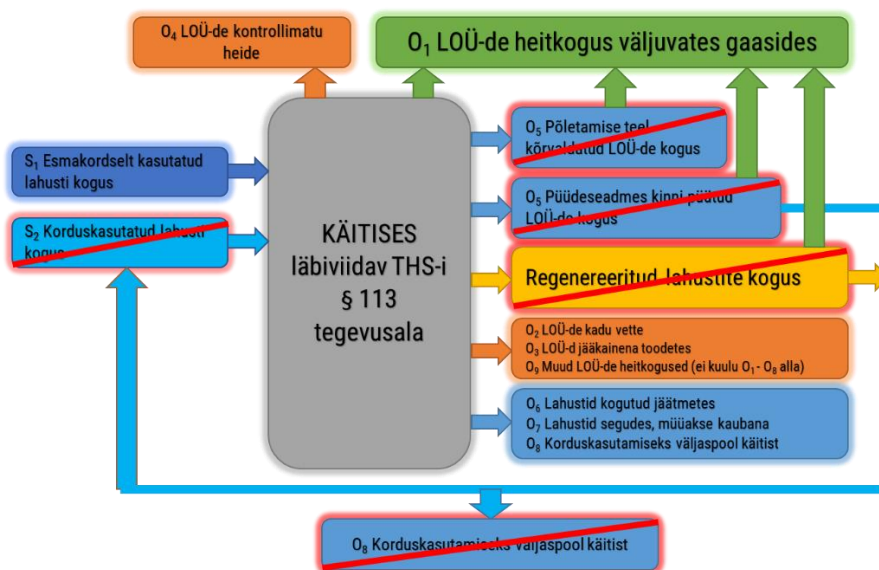 O₄ LOÜ-de kontrollimatu
heide
O₁ LOÜ-de heitkogus väljuvates gaasides
S₁ Esmakordselt kasutatud
lahusti kogus
S₂ Korduskasutatud lahusti
kogus
KÄITISES
läbiviidav THS-i
§ 113
tegevusala
O₅ Põletamise teel
kõrvaldatud LOÜ-de kogus
O₅ Püüdeseadmes kinni püütud
LOÜ-de kogus
Regenereeritud lahustite kogus
O₂ LOÜ-de kadu vette
O₃ LOÜ-d jääkainena toodetes
O₉ Muud LOÜ-de heitkogused (ei kuulu O₁- O₈ alla)
O₆ Lahustid kogutud jäätmetes
O₇ Lahustid segudes, müüakse kaubana
O₈ Korduskasutamiseks väljaspool käitist
O₈ Korduskasutamiseks väljaspool käitist